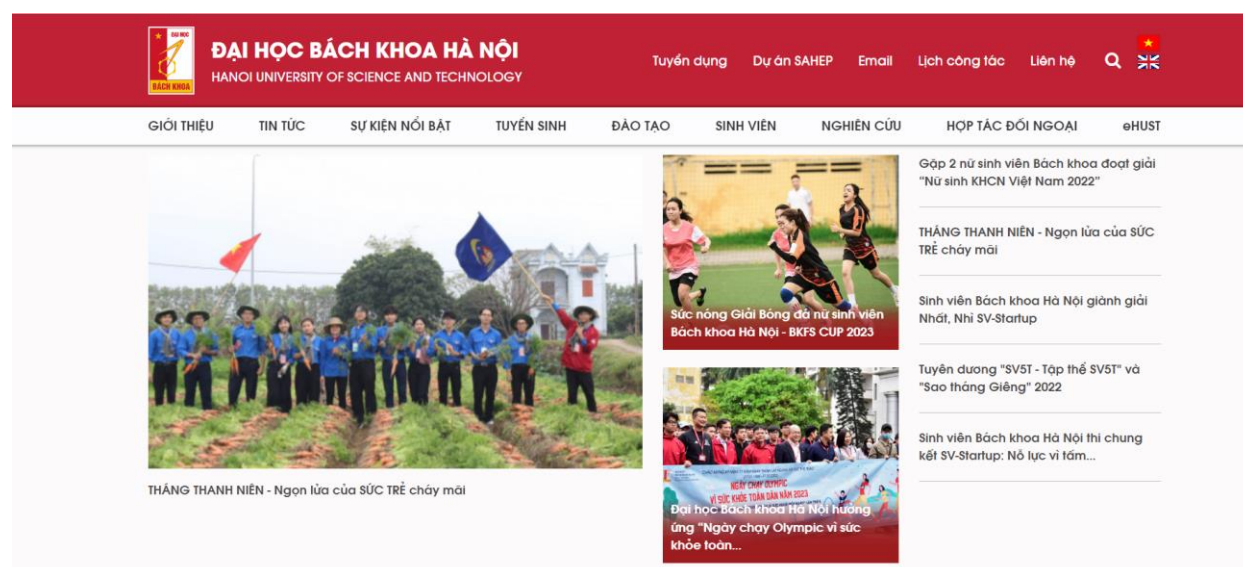 ĐẠI HỌC
BÁCH KHOA
ĐẠI HỌC BÁCH KHOA HÀ NỘI
HANOI UNIVERSITY OF SCIENCE AND TECHNOLOGY
Tuyển dụng Dự án SAHEP Email Lịch công tác Liên hệ
GIỚI THIỆU TIN TỨC SỰ KIỆN NỔI BẬT TUYỂN SINH ĐÀO TẠO SINH VIÊN NGHIÊN CỨU HỢP TÁC ĐỐI NGOẠI eHUST
THÁNG THANH NIÊN - Ngọn lửa của SỨC TRẺ cháy mãi
Sức nóng Giải Bóng đá nữ sinh viên
Bách khoa Hà Nội - BKFS CUP 2023
NGÀY CHẠY OLYMPIC
VÌ SỨC KHỎE TOÀN DÂN NĂM 2023
Đại học Bách khoa Hà Nội hưởng
ứng "Ngày chạy Olympic vì sức
khỏe toàn...
Gặp 2 nữ sinh viên Bách khoa đoạt giải
"Nữ sinh KHCN Việt Nam 2022"
THÁNG THANH NIÊN - Ngọn lửa của SỨC
TRẺ cháy mãi
Sinh viên Bách khoa Hà Nội giành giải
Nhất, Nhì SV-Startup
Tuyên dương "SV5T - Tập thể SV5T" và
"Sao tháng Giêng" 2022
Sinh viên Bách khoa Hà Nội thi chung
kết SV-Startup: Nỗ lực vì tấm...